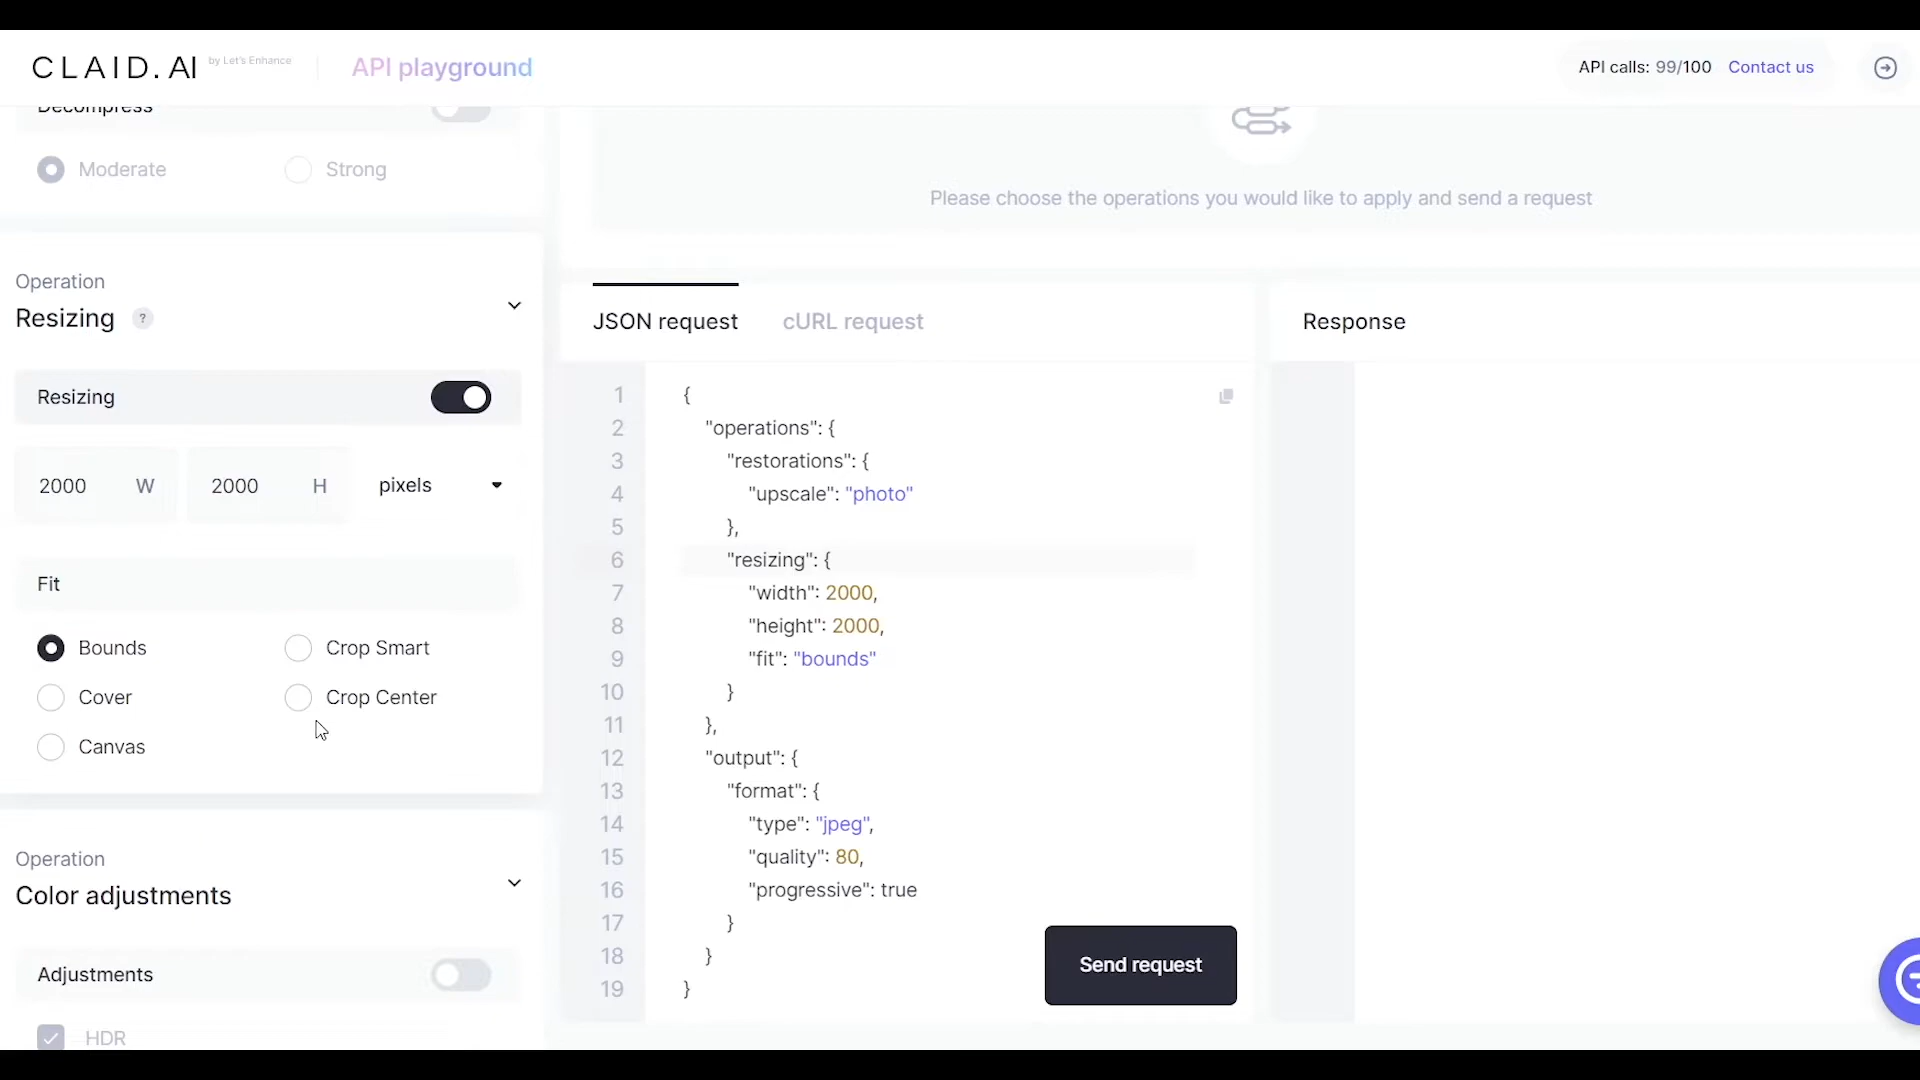 CLAID.AI by Let's Enhance
API playground
API calls: 99/100 Contact us
Decompress
Moderate Strong
Operation
Resizing ?
Resizing
2000 W 2000 H pixels
Fit
Bounds Crop Smart
Cover Crop Center
Canvas
Operation
Color adjustments
Adjustments
HDR
Please choose the operations you would like to apply and send a request
JSON request cURL request
1 {
2 "operations": {
3 "restorations": {
4 "upscale": "photo"
5 },
6 "resizing": {
7 "width": 2000,
8 "height": 2000,
9 "fit": "bounds"
10 }
11 },
12 "output": {
13 "format": {
14 "type": "jpeg",
15 "quality": 80,
16 "progressive": true
17 }
18 }
19 }
Send request
Response